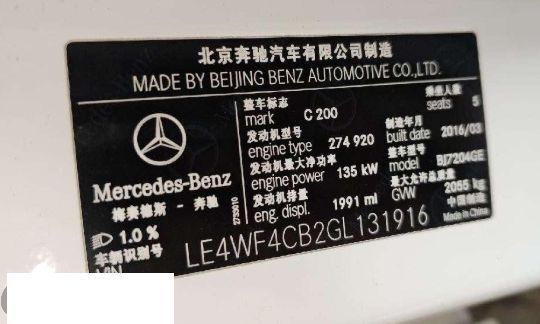 北京奔驰汽车有限公司制造
MADE BY BEIJING BENZ AUTOMOTIVE CO.,LTD.
整车标志 乘坐人数
mark C 200 seats 5
发动机型号 制造年月
engine type 274 920 built date 2016/03
发动机最大净功率 整车型号
engine power 135 kW model BJ7204GE
发动机排量 最大允许总质量
eng. displ. 1991 ml GVW 2055 kg
Mercedes-Benz
梅赛德斯 - 奔驰
1.0 %
中国制造
Made in China
车辆识别号
VIN LE4WF4CB2GL131916